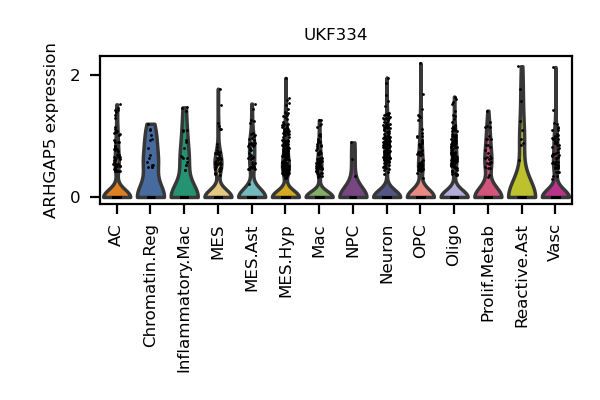 UKF334
ARHGAP5 expression
2
0
AC
Chromatin.Reg
Inflammatory.Mac
MES
MES.Ast
MES.Hyp
Mac
NPC
Neuron
OPC
Oligo
Prolif.Metab
Reactive.Ast
Vasc